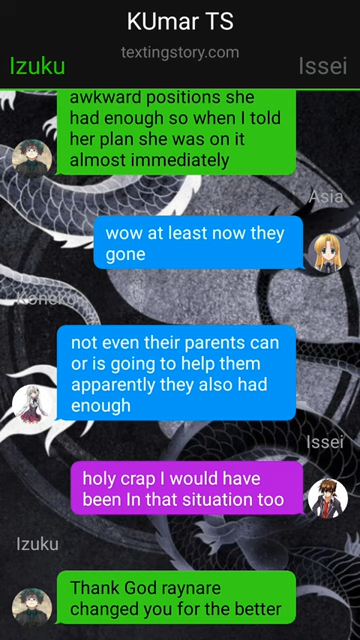 KUmar TS
textingstory.com
Izuku
Issei
awkward positions she
had enough so when I told
her plan she was on it
almost immediately
Asia
wow at least now they
gone
Koneko
not even their parents can
or is going to help them
apparently they also had
enough
Issei
holy crap I would have
been In that situation too
Izuku
Thank God raynare
changed you for the better